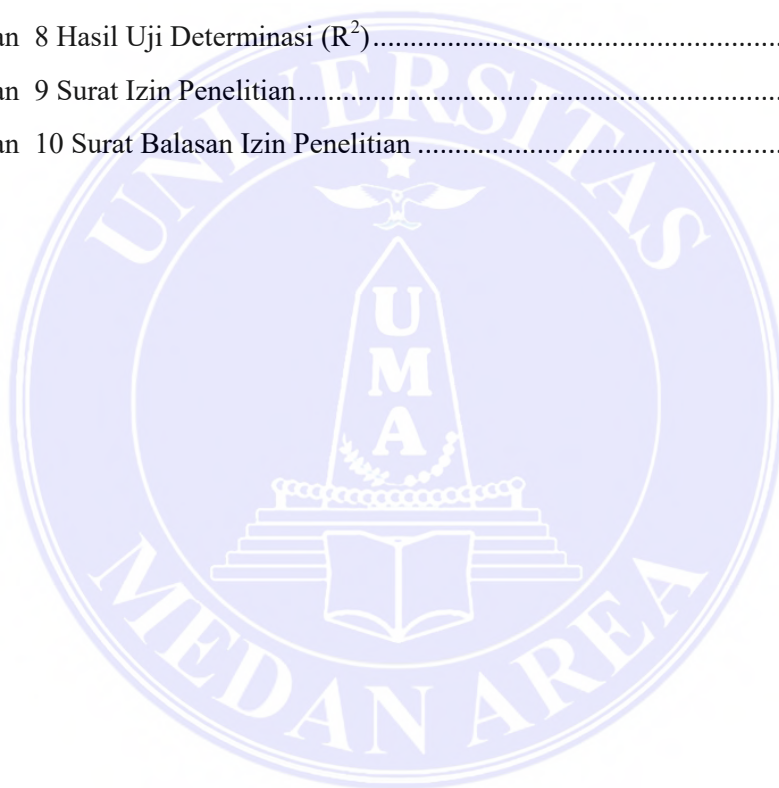 an 8 Hasil Uji Determinasi (R²)...............................................................
an 9 Surat Izin Penelitian..........................................................................
an 10 Surat Balasan Izin Penelitian .........................................................
UNIVERSITAS
UMA
MEDAN AREA